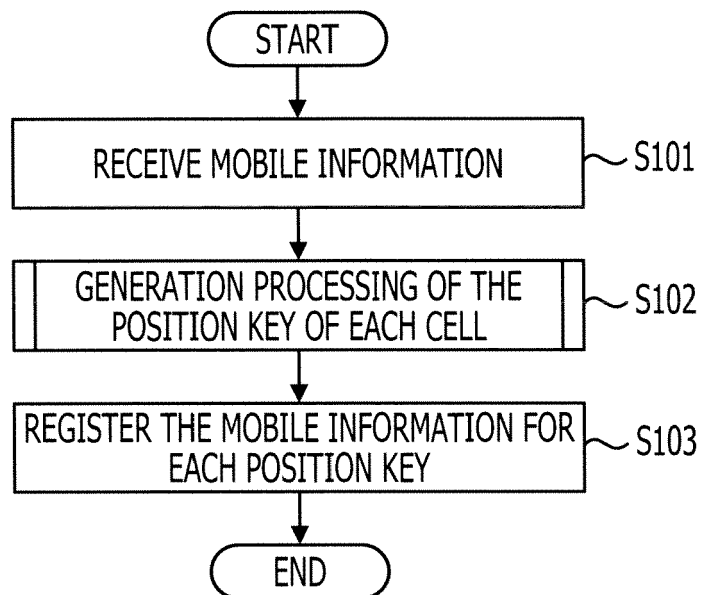 START
RECEIVE MOBILE INFORMATION
S101
GENERATION PROCESSING OF THE
POSITION KEY OF EACH CELL
S102
REGISTER THE MOBILE INFORMATION FOR
EACH POSITION KEY
S103
END